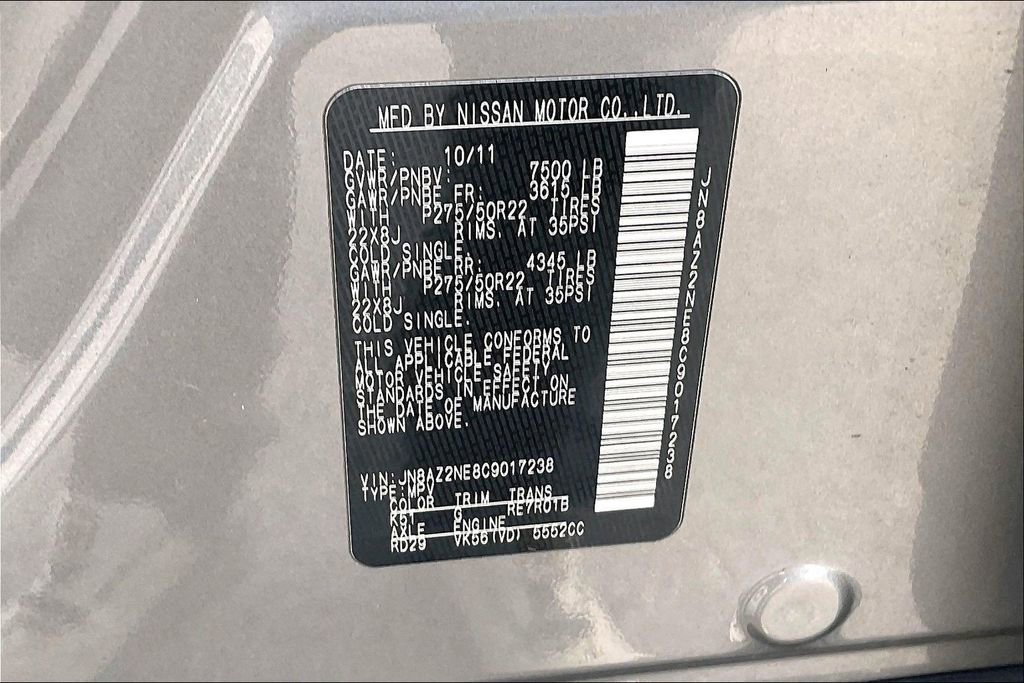 MFD BY NISSAN MOTOR CO.,LTD.
DATE: 10/11
GVWR/PNBV: 7500 LB
GAWR/PNBE FR: 3615 LB
WITH P275/50R22 TIRES
22X8J RIMS. AT 35PSI
COLD SINGLE.
GAWR/PNBE RR: 4345 LB
WITH P275/50R22 TIRES
22X8J RIMS. AT 35PSI
COLD SINGLE.
THIS VEHICLE CONFORMS TO
ALL APPLICABLE FEDERAL
MOTOR VEHICLE SAFETY
STANDARDS IN EFFECT ON
THE DATE OF MANUFACTURE
SHOWN ABOVE.
VIN:JN8AZ2NE8C9017238
TYPE:MPA
COLOR TRIM TRANS
K51 G RE7R01B
AXLE ENGINE
RD29 VK56(VD) 5552CC
JN8AZ2NE8C9017238